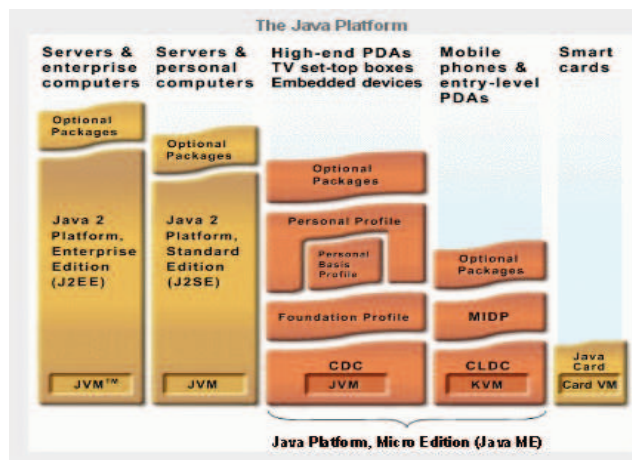 The Java Platform
Servers &
enterprise
computers
Servers &
personal
computers
High-end PDAs
TV set-top boxes
Embedded devices
Mobile
phones &
entry-level
PDAs
Smart
cards
Optional
Packages
Java 2
Platform,
Enterprise
Edition
(J2EE)
JVM™
Optional
Packages
Java 2
Platform,
Standard
Edition
(J2SE)
JVM
Optional
Packages
Personal Profile
Personal
Basis
Profile
Foundation Profile
CDC
JVM
Optional
Packages
MIDP
CLDC
KVM
Java
Card
Card VM
Java Platform, Micro Edition (Java ME)